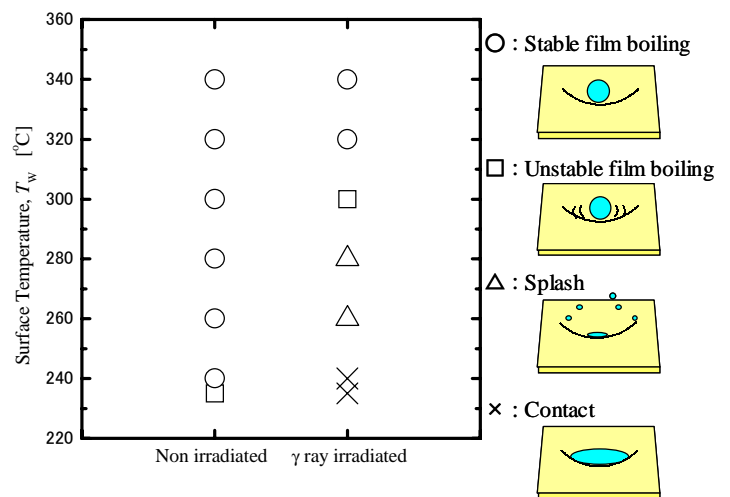 360
340
320
300
280
260
240
220
Surface Temperature, T_w [°C]
Non irradiated
γ ray irradiated
○ : Stable film boiling
□ : Unstable film boiling
△ : Splash
× : Contact